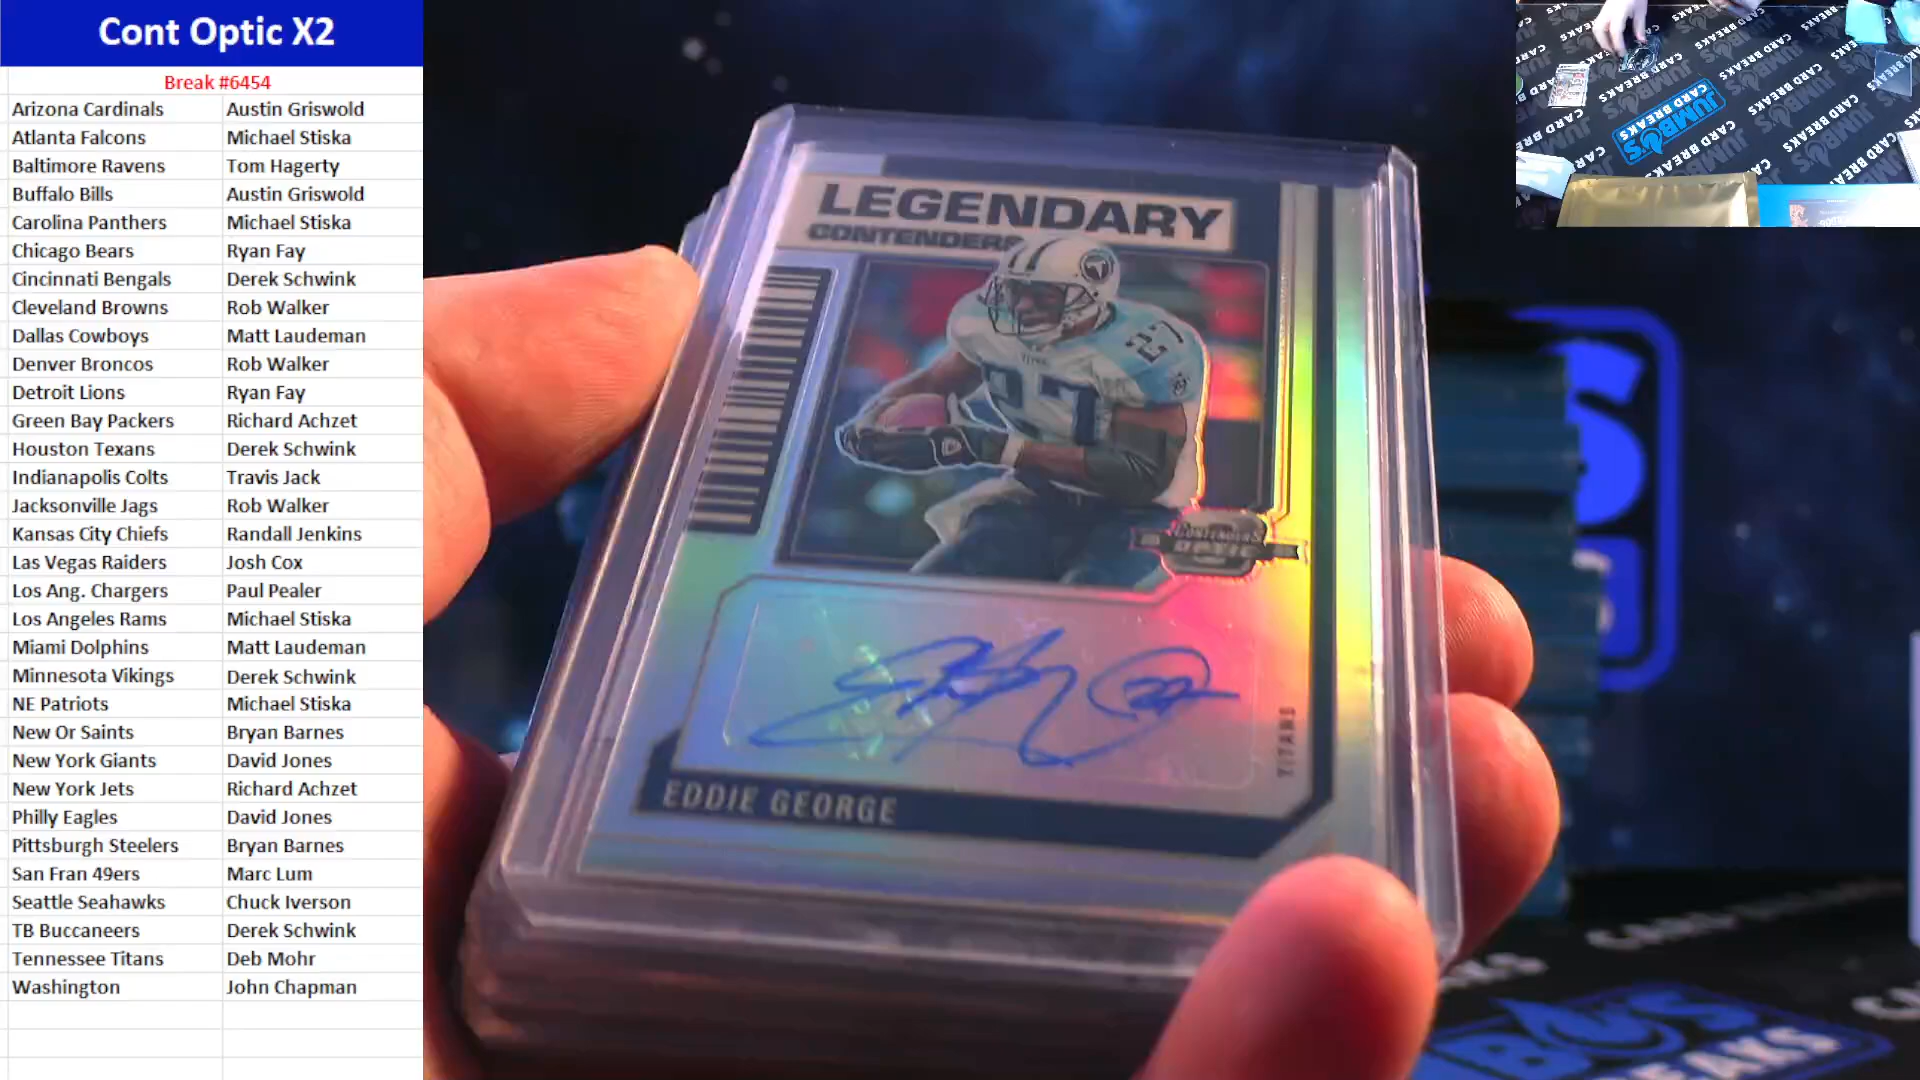 Cont Optic X2
Break #6454
Arizona Cardinals Austin Griswold
Atlanta Falcons Michael Stiska
Baltimore Ravens Tom Hagerty
Buffalo Bills Austin Griswold
Carolina Panthers Michael Stiska
Chicago Bears Ryan Fay
Cincinnati Bengals Derek Schwink
Cleveland Browns Rob Walker
Dallas Cowboys Matt Laudeman
Denver Broncos Rob Walker
Detroit Lions Ryan Fay
Green Bay Packers Richard Achzet
Houston Texans Derek Schwink
Indianapolis Colts Travis Jack
Jacksonville Jags Rob Walker
Kansas City Chiefs Randall Jenkins
Las Vegas Raiders Josh Cox
Los Ang. Chargers Paul Pealer
Los Angeles Rams Michael Stiska
Miami Dolphins Matt Laudeman
Minnesota Vikings Derek Schwink
NE Patriots Michael Stiska
New Or Saints Bryan Barnes
New York Giants David Jones
New York Jets Richard Achzet
Philly Eagles David Jones
Pittsburgh Steelers Bryan Barnes
San Fran 49ers Marc Lum
Seattle Seahawks Chuck Iverson
TB Buccaneers Derek Schwink
Tennessee Titans Deb Mohr
Washington John Chapman
LEGENDARY
CONTENDERS
27
27
CONTENDERS
OPTIC
TITANS
EDDIE GEORGE
JUMBO'S
CARD BREAKS